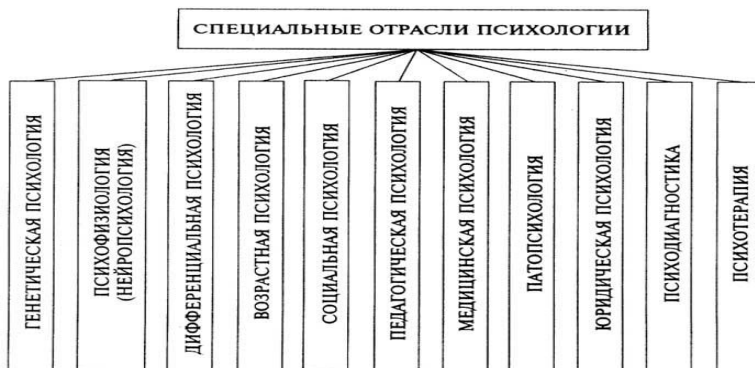 СПЕЦИАЛЬНЫЕ ОТРАСЛИ ПСИХОЛОГИИ
ГЕНЕТИЧЕСКАЯ ПСИХОЛОГИЯ
ПСИХОФИЗИОЛОГИЯ
(НЕЙРОПСИХОЛОГИЯ)
ДИФФЕРЕНЦИАЛЬНАЯ ПСИХОЛОГИЯ
ВОЗРАСТНАЯ ПСИХОЛОГИЯ
СОЦИАЛЬНАЯ ПСИХОЛОГИЯ
ПЕДАГОГИЧЕСКАЯ ПСИХОЛОГИЯ
МЕДИЦИНСКАЯ ПСИХОЛОГИЯ
ПАТОПСИХОЛОГИЯ
ЮРИДИЧЕСКАЯ ПСИХОЛОГИЯ
ПСИХОДИАГНОСТИКА
ПСИХОТЕРАПИЯ